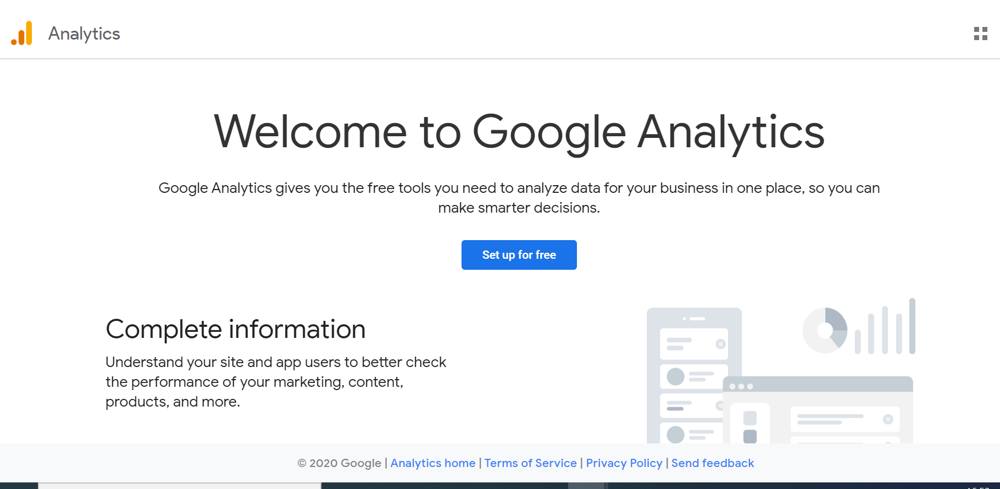 Analytics
Welcome to Google Analytics
Google Analytics gives you the free tools you need to analyze data for your business in one place, so you can
make smarter decisions.
Set up for free
Complete information
Understand your site and app users to better check
the performance of your marketing, content,
products, and more.
© 2020 Google | Analytics home | Terms of Service | Privacy Policy | Send feedback